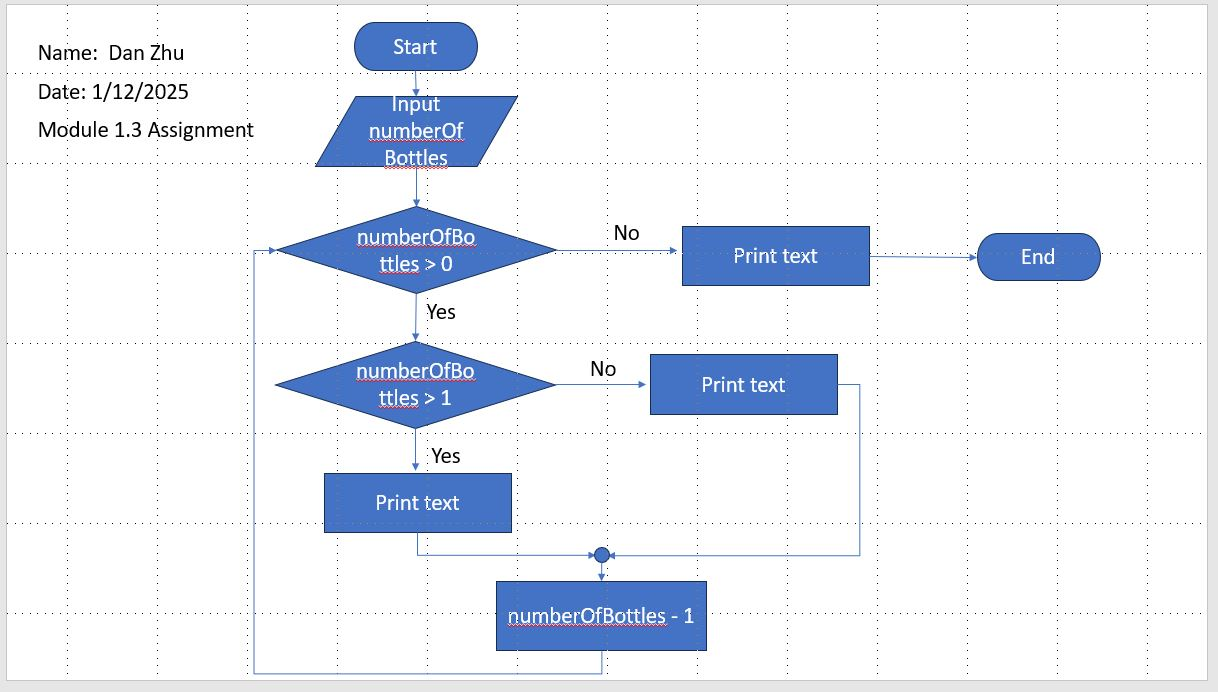 Start
Name: Dan Zhu
Date: 1/12/2025
Module 1.3 Assignment
Input
numberOf
Bottles
numberOfBo
ttles > 0
No
Print text
End
Yes
numberOfBo
ttles > 1
No
Print text
Yes
Print text
numberOfBottles - 1